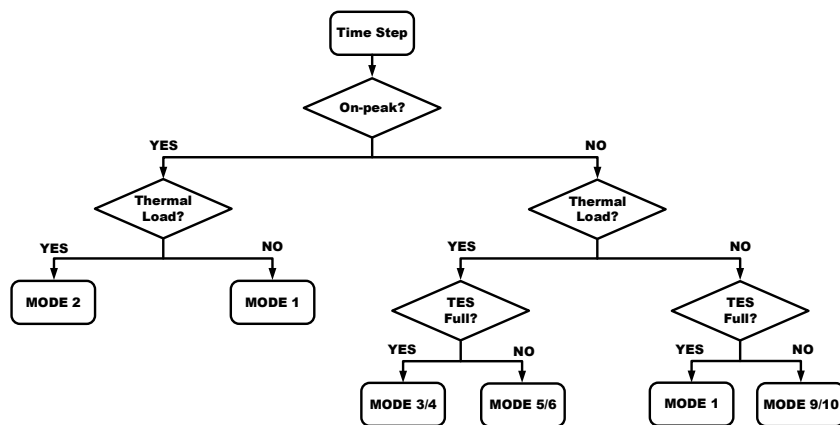 Time Step
On-peak?
YES
NO
Thermal
Load?
Thermal
Load?
YES
NO
YES
NO
MODE 2
MODE 1
TES
Full?
TES
Full?
YES
NO
YES
NO
MODE 3/4
MODE 5/6
MODE 1
MODE 9/10